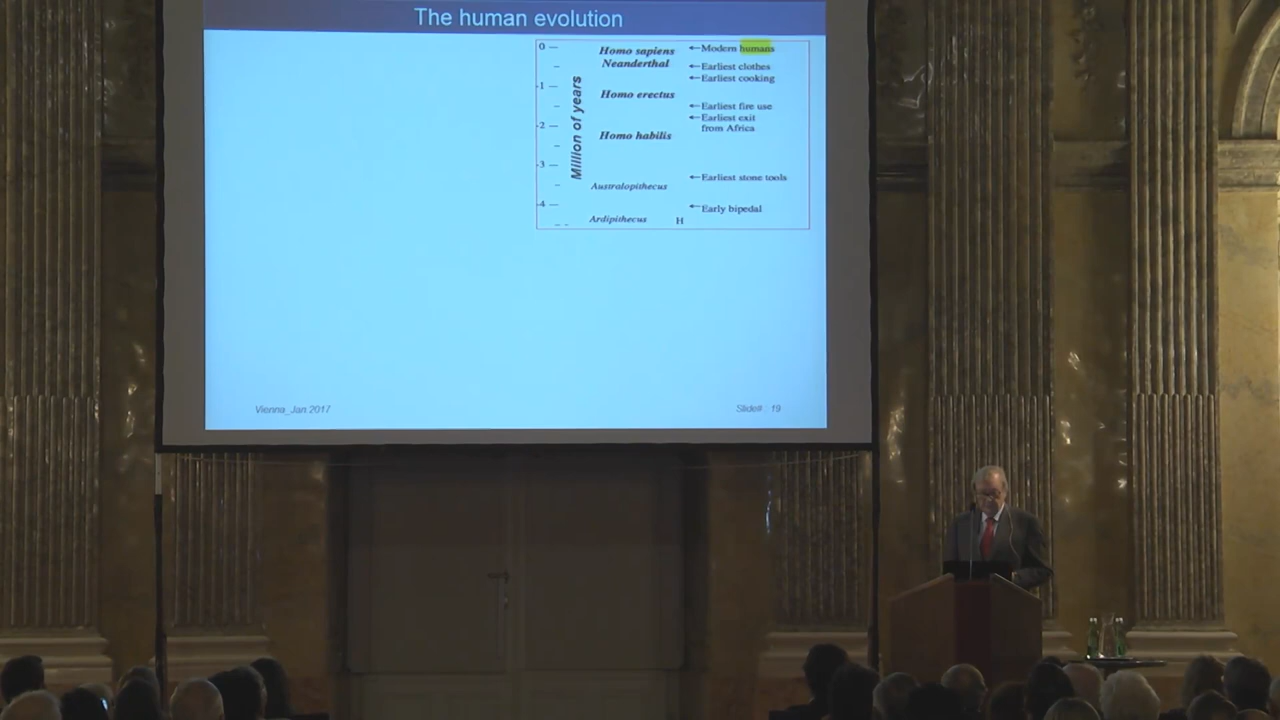 The human evolution
0
Homo sapiens
←Modern humans
Neanderthal
←Earliest clothes
←Earliest cooking
1
Homo erectus
←Earliest fire use
←Earliest exit
from Africa
2
Homo habilis
3
←Earliest stone tools
Australopithecus
4
←Early bipedal
Ardipithecus H
Million of years
Vienna_Jan 2017
Slide# 19